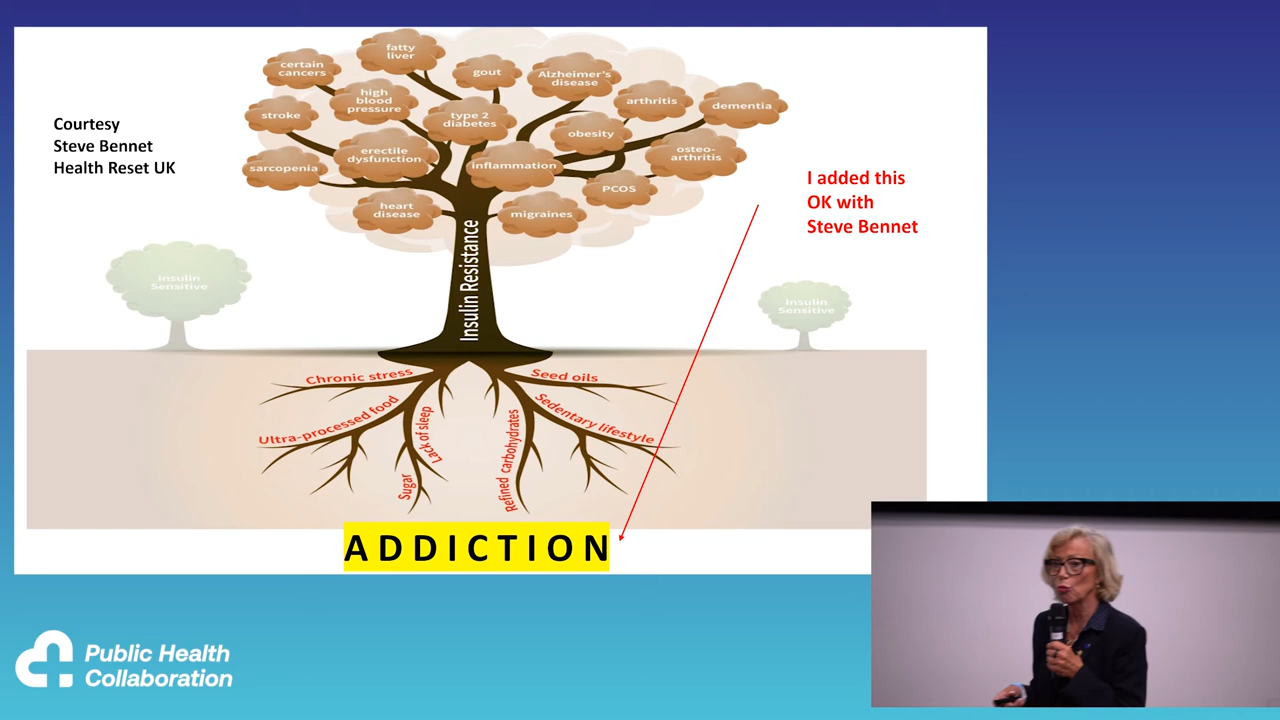 Courtesy
Steve Bennet
Health Reset UK
certain
cancers
fatty
liver
gout
Alzheimer's
disease
stroke
high
blood
pressure
type 2
diabetes
arthritis
dementia
obesity
sarcopenia
erectile
dysfunction
inflammation
osteo-
arthritis
PCOS
heart
disease
migraines
I added this
OK with
Steve Bennet
Insulin
Sensitive
Insulin Resistance
Insulin
Sensitive
Chronic stress
Seed oils
Ultra-processed food
Lack of sleep
Sugar
Refined carbohydrates
Sedentary lifestyle
ADDICTION
Public Health
Collaboration